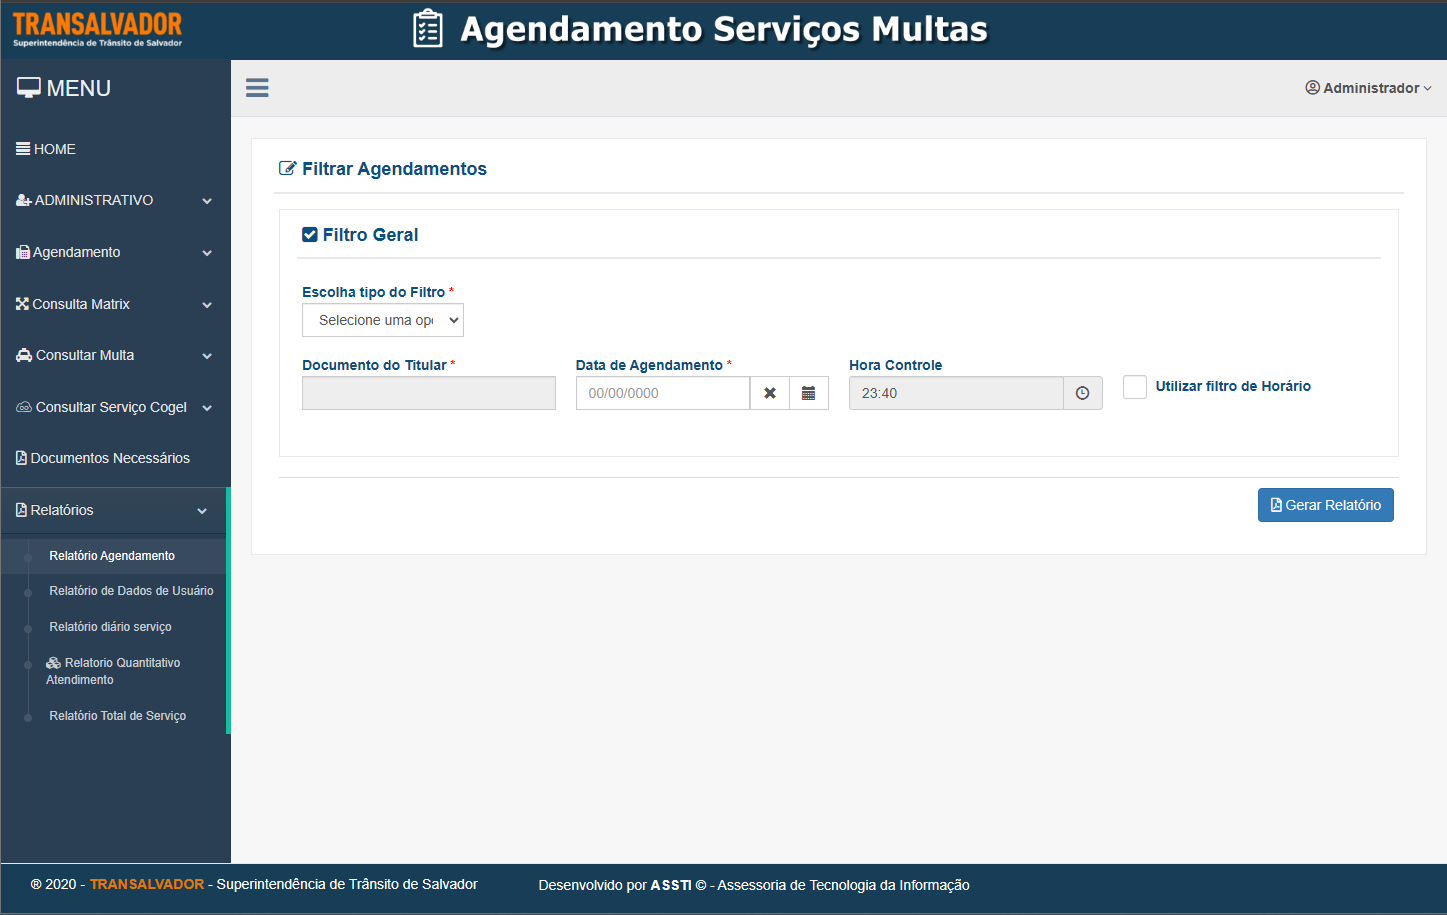 TRANSALVADOR
Superintendência de Trânsito de Salvador
Agendamento Serviços Multas
MENU
Administrador
HOME
ADMINISTRATIVO
Agendamento
Consulta Matrix
Consultar Multa
Consultar Serviço Cogel
Documentos Necessários
Relatórios
Relatório Agendamento
Relatório de Dados de Usuário
Relatório diário serviço
Relatorio Quantitativo
Atendimento
Relatório Total de Serviço
Filtrar Agendamentos
Filtro Geral
Escolha tipo do Filtro *
Selecione uma opç
Documento do Titular * Data de Agendamento * Hora Controle
00/00/0000 23:40 Utilizar filtro de Horário
Gerar Relatório
® 2020 - TRANSALVADOR - Superintendência de Trânsito de Salvador Desenvolvido por ASSTI © - Assessoria de Tecnologia da Informação